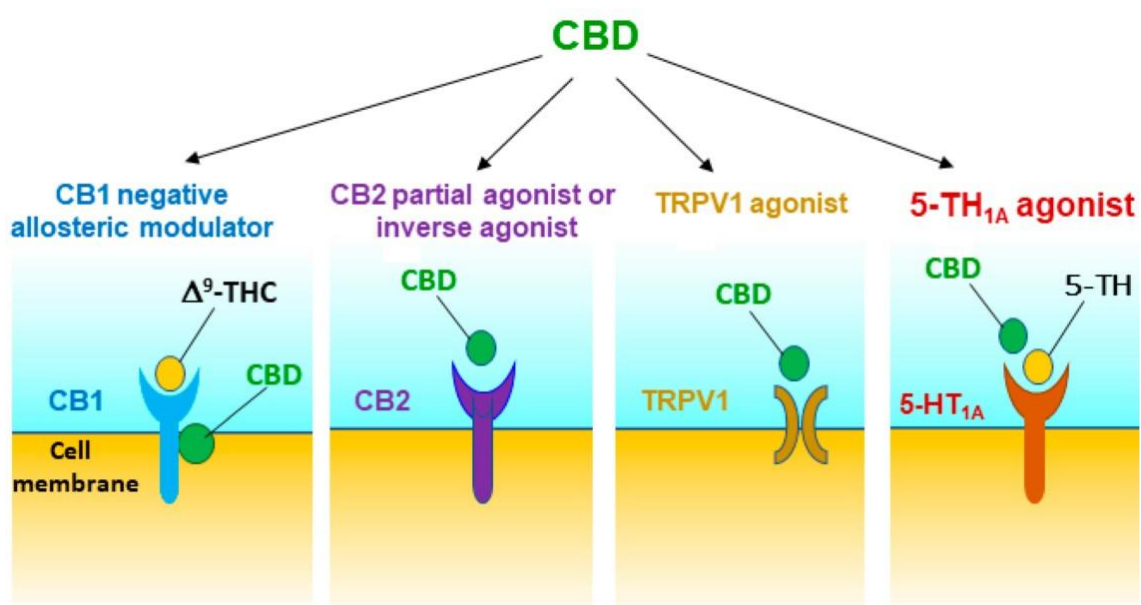 CBD
CB1 negative
allosteric modulator
Δ⁹-THC
CBD
CB1
Cell
membrane
CB2 partial agonist or
inverse agonist
CBD
CB2
TRPV1 agonist
CBD
TRPV1
5-TH₁A agonist
CBD
5-TH
5-HT₁A